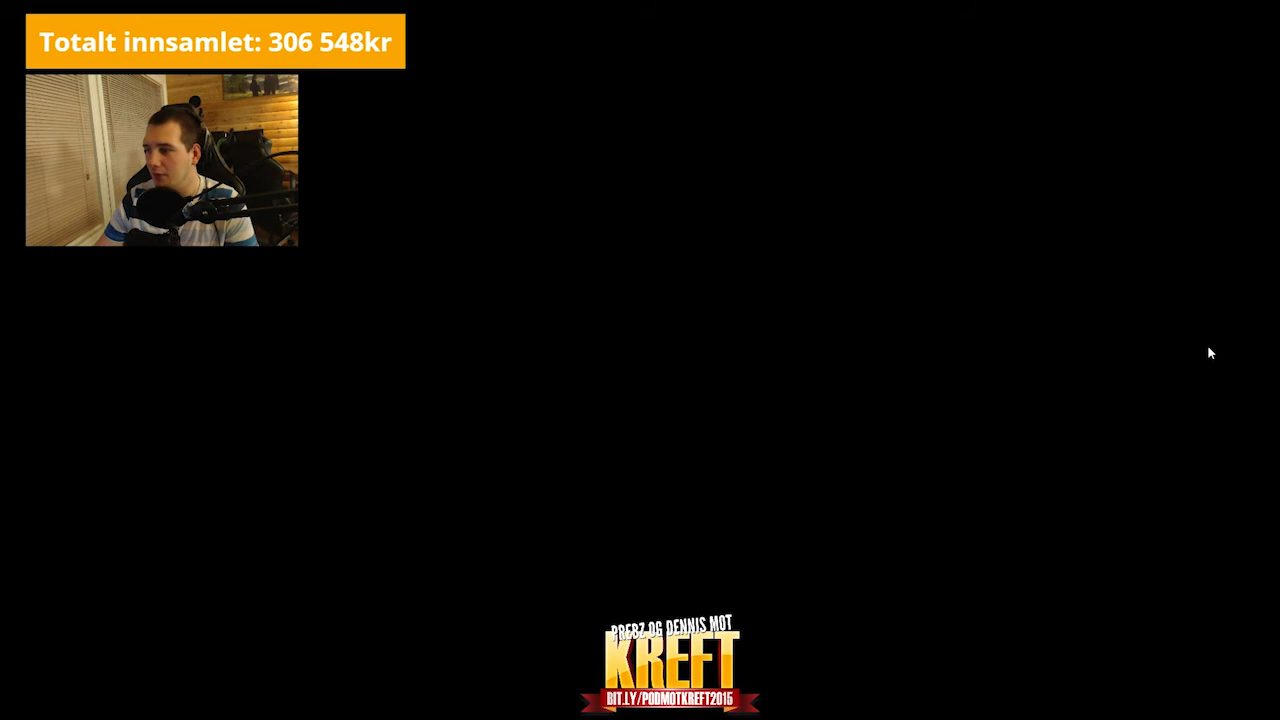 Totalt innsamlet: 306 548kr
PREBZ OG DENNIS MOT
KREFT
BIT.LY/PODMOTKREFT2015